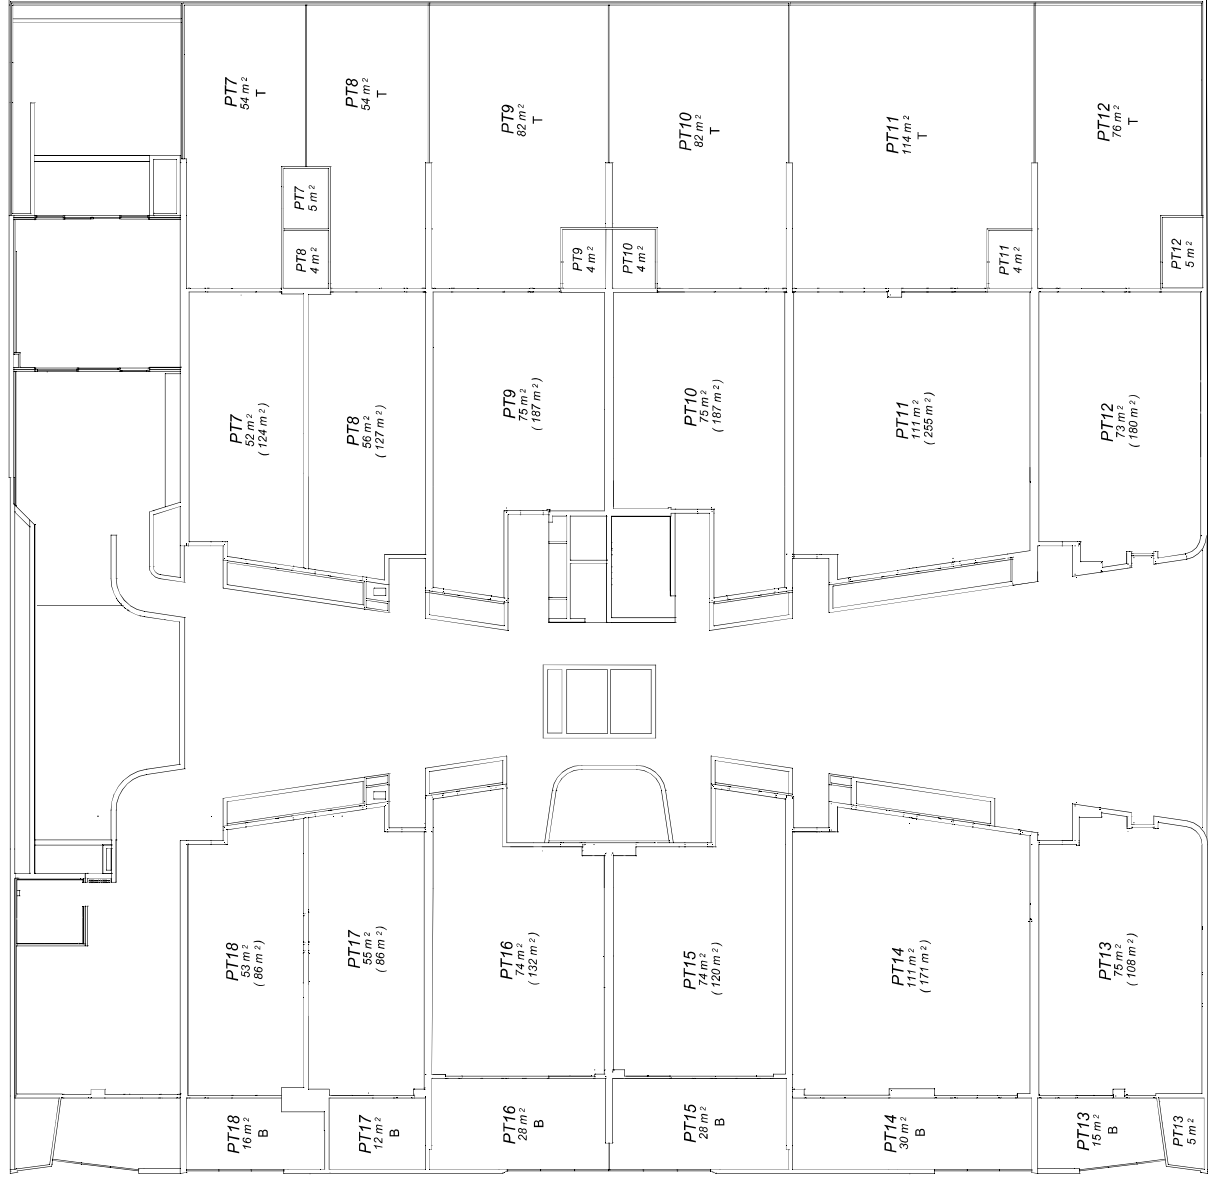 PT7
54 m²
T
PT8
54 m²
T
PT9
82 m²
T
PT10
82 m²
T
PT11
114 m²
T
PT12
76 m²
T
PT7
5 m²
PT8
4 m²
PT9
4 m²
PT10
4 m²
PT11
4 m²
PT12
5 m²
PT7
52 m²
( 124 m² )
PT8
56 m²
( 127 m² )
PT9
75 m²
( 187 m² )
PT10
75 m²
( 187 m² )
PT11
111 m²
( 255 m² )
PT12
73 m²
( 180 m² )
PT18
53 m²
( 86 m² )
PT17
55 m²
( 86 m² )
PT16
74 m²
( 132 m² )
PT15
74 m²
( 120 m² )
PT14
111 m²
( 171 m² )
PT13
75 m²
( 108 m² )
PT18
16 m²
B
PT17
12 m²
B
PT16
28 m²
B
PT15
28 m²
B
PT14
30 m²
B
PT13
15 m²
B
PT13
5 m²